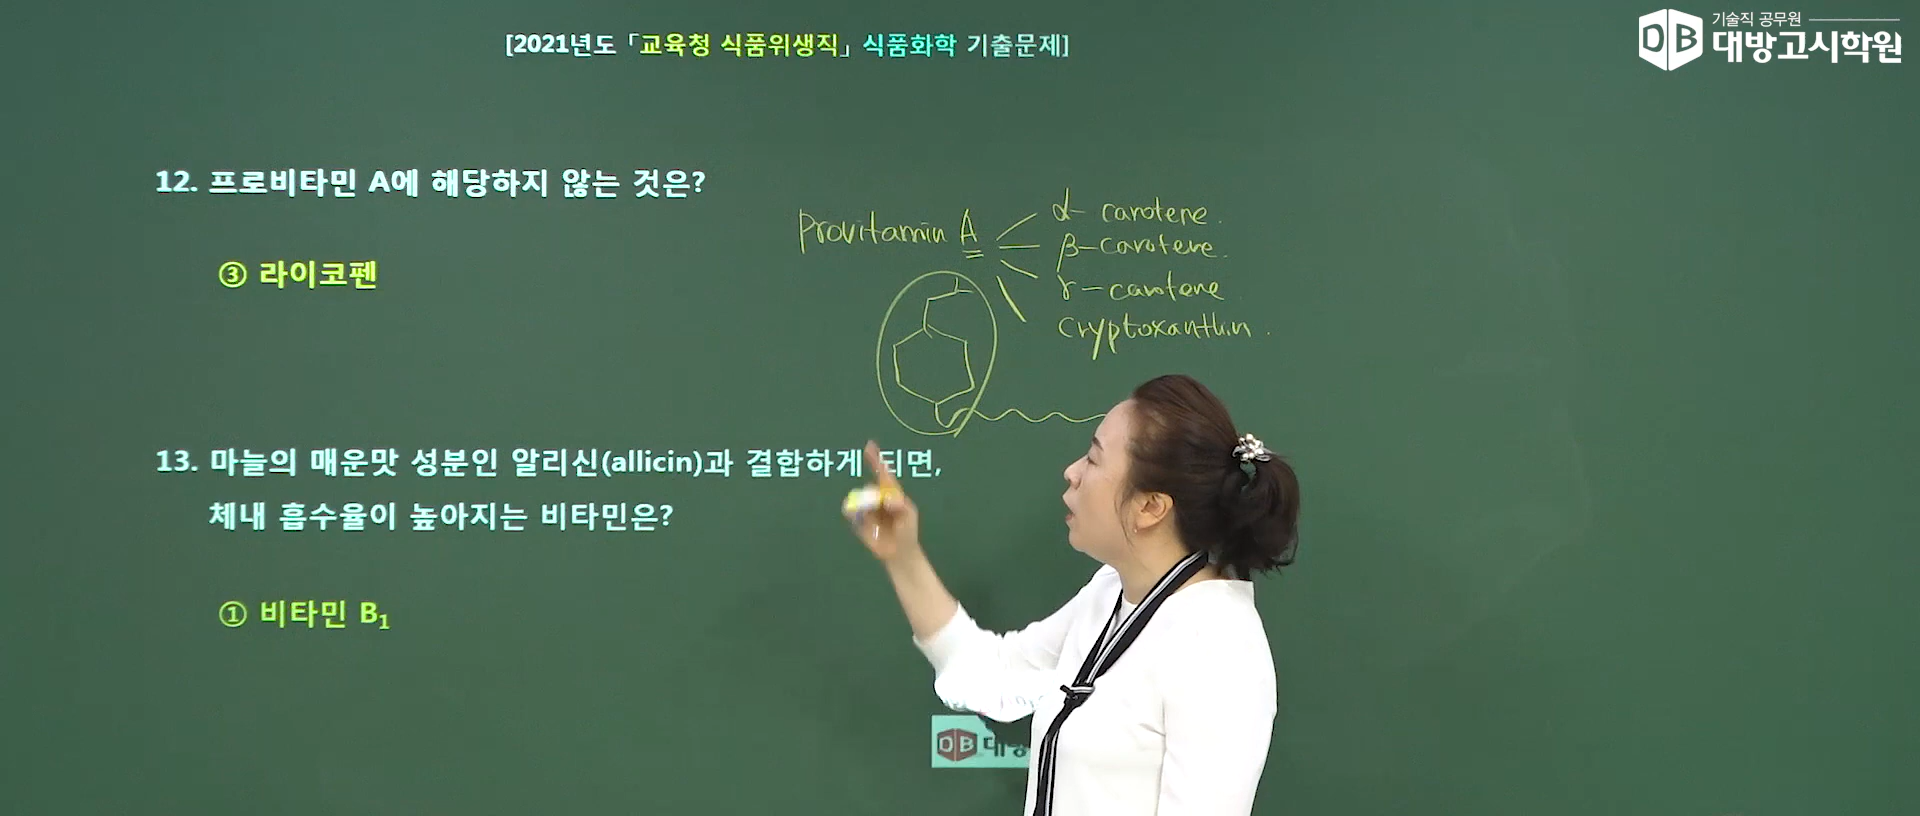 [2021년도 「교육청 식품위생직」 식품화학 기출문제]
기술직 공무원
DB 대방고시학원
12. 프로비타민 A에 해당하지 않는 것은?
③ 라이코펜
Provitamin A
α- carotene.
β-carotene.
γ-carotene
cryptoxanthin.
13. 마늘의 매운맛 성분인 알리신(allicin)과 결합하게 되면,
체내 흡수율이 높아지는 비타민은?
① 비타민 B₁
DB 대방